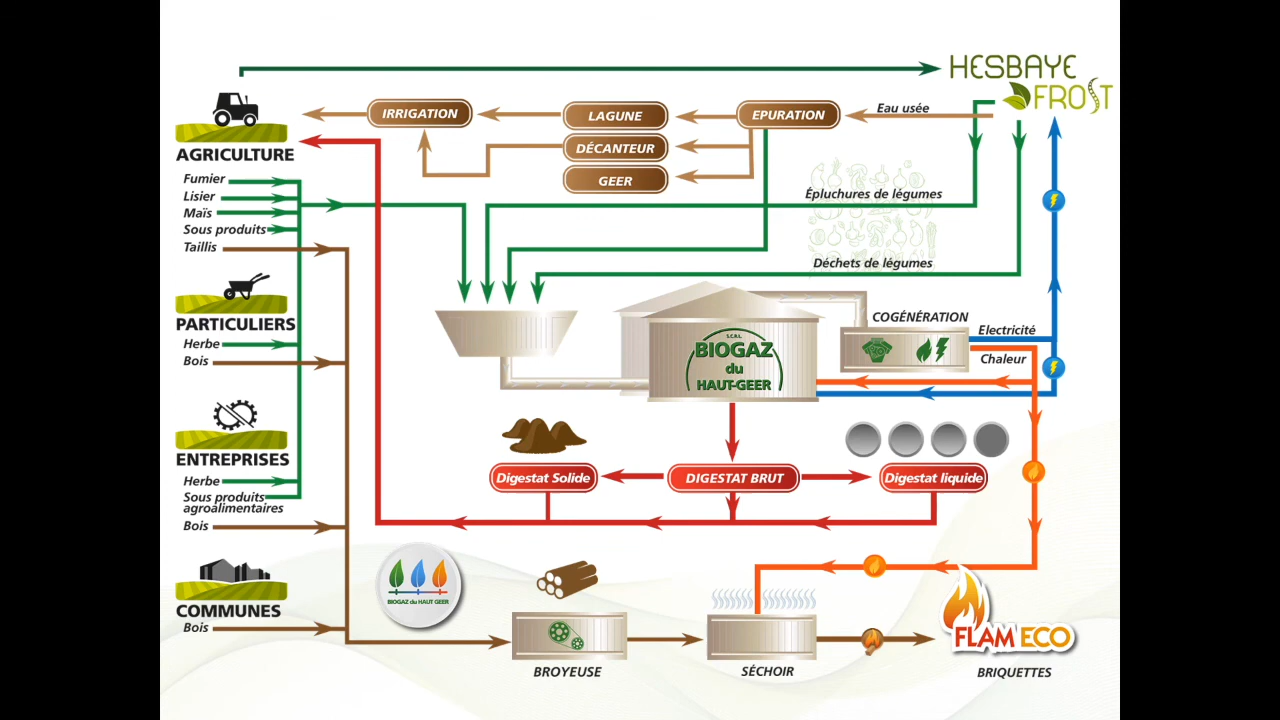 HESBAYE
FROST
IRRIGATION
LAGUNE
EPURATION
Eau usée
DÉCANTEUR
GEER
AGRICULTURE
Fumier
Lisier
Maïs
Sous produits
Taillis
Épluchures de légumes
Déchets de légumes
PARTICULIERS
Herbe
Bois
COGÉNÉRATION
Electricité
Chaleur
S.C.R.L.
BIOGAZ
du
HAUT-GEER
ENTREPRISES
Herbe
Sous produits
agroalimentaires
Bois
Digestat Solide
DIGESTAT BRUT
Digestat liquide
COMMUNES
Bois
BIOGAZ du HAUT GEER
BROYEUSE
SÉCHOIR
FLAM ECO
BRIQUETTES